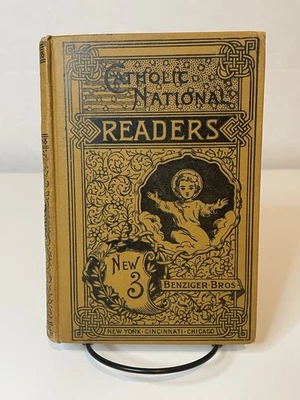 CATHOLIC
NATIONAL
READERS
NEW
3
BENZIGER·BROS.
NEW YORK·CINCINNATI·CHICAGO